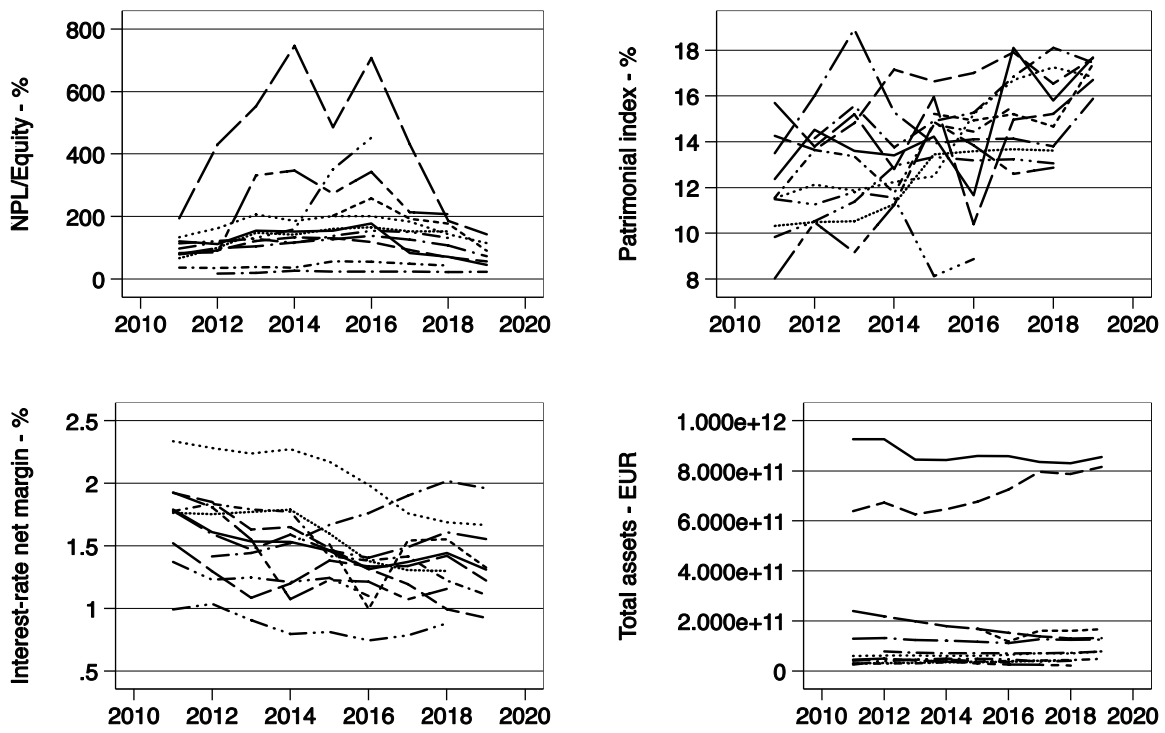 NPL/Equity - %
800
600
400
200
0
2010 2012 2014 2016 2018 2020
Patrimonial index - %
18
16
14
12
10
8
2010 2012 2014 2016 2018 2020
Interest-rate net margin - %
2.5
2
1.5
1
.5
2010 2012 2014 2016 2018 2020
Total assets - EUR
1.000e+12
8.000e+11
6.000e+11
4.000e+11
2.000e+11
0
2010 2012 2014 2016 2018 2020